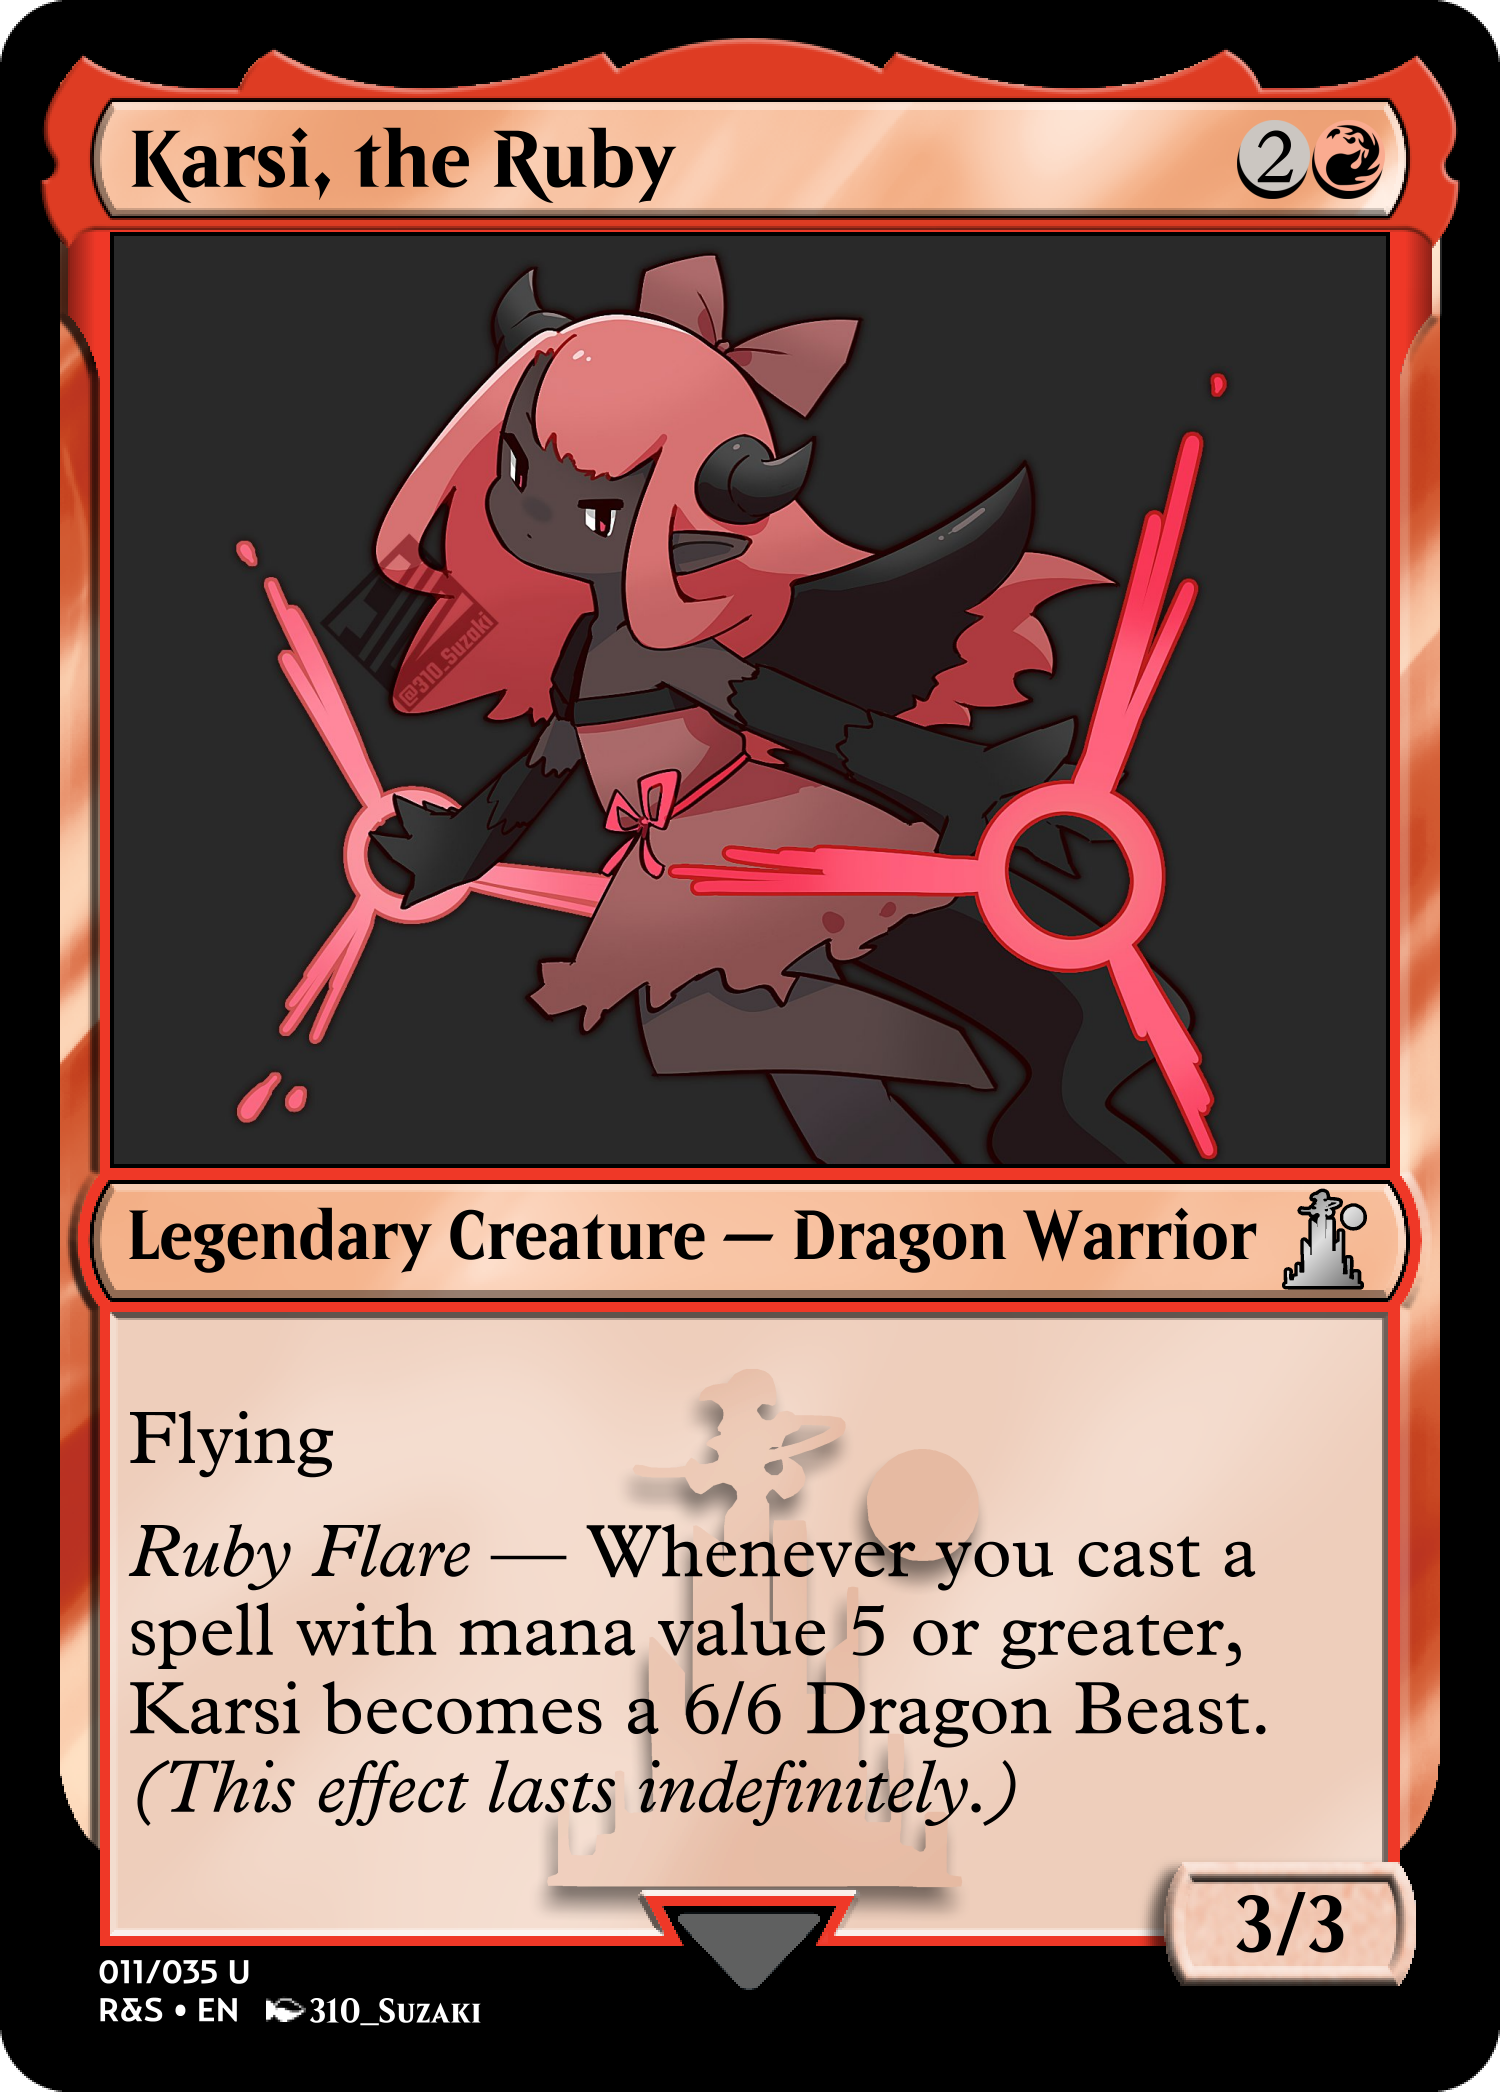 Karsi, the Ruby 2
@310_Suzaki
Legendary Creature — Dragon Warrior
Flying
Ruby Flare — Whenever you cast a
spell with mana value 5 or greater,
Karsi becomes a 6/6 Dragon Beast.
(This effect lasts indefinitely.)
3/3
011/035 U
R&S • EN 310_Suzaki